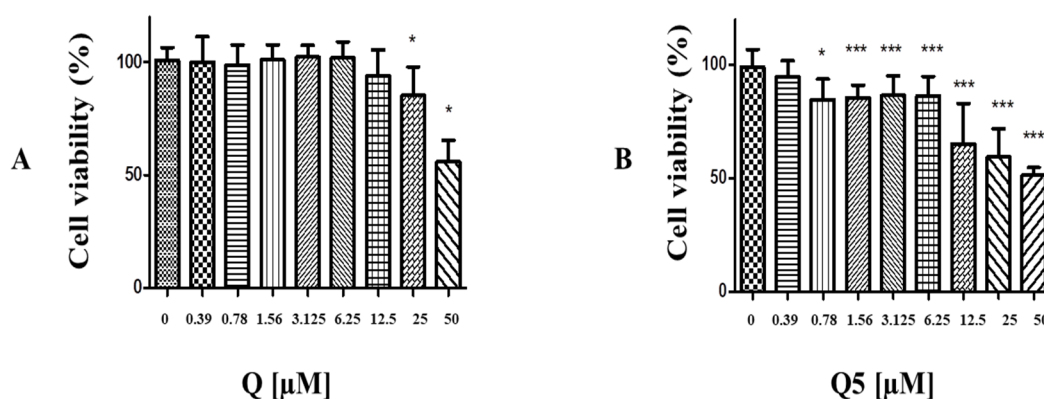 A
Cell viability (%)
100
50
0
* *
0 0.39 0.78 1.56 3.125 6.25 12.5 25 50
Q [µM]
B
Cell viability (%)
100
50
0
* *** *** *** *** *** ***
0 0.39 0.78 1.56 3.125 6.25 12.5 25 50
Q5 [µM]